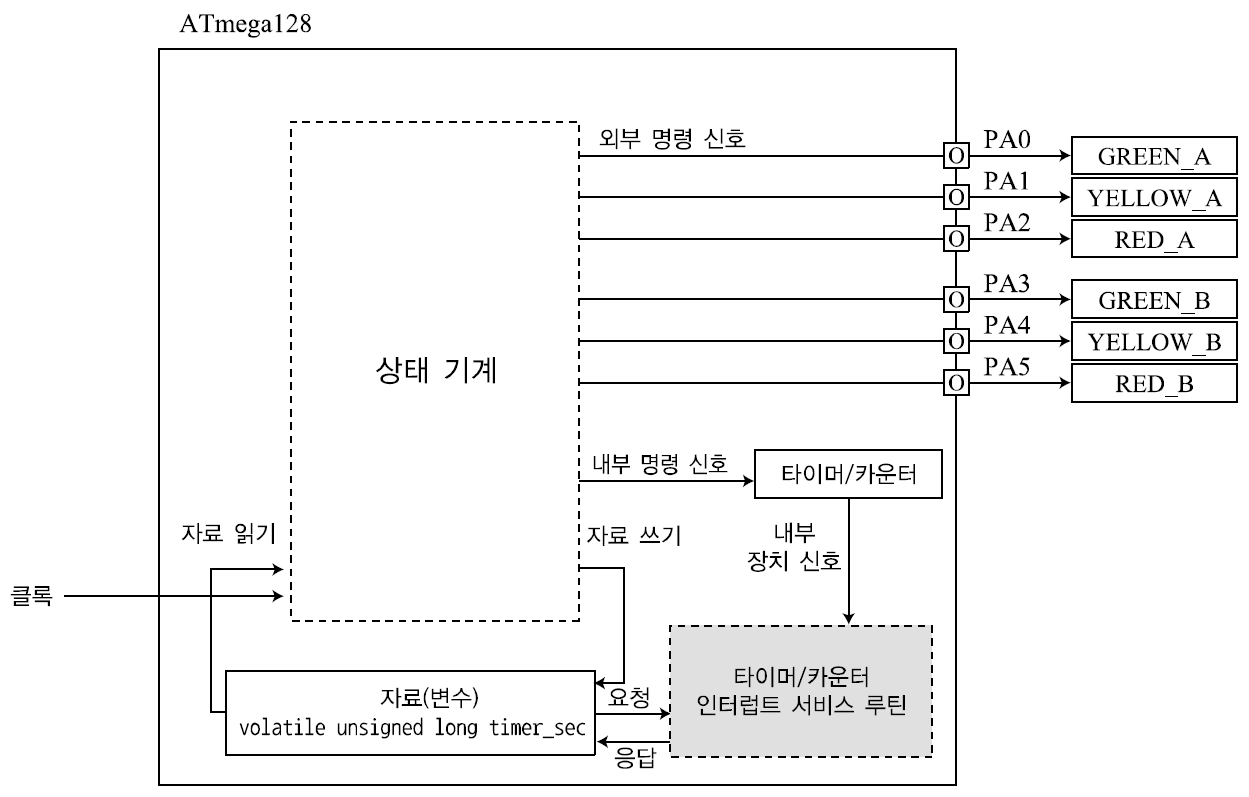 ATmega128
외부 명령 신호
PA0
GREEN_A
PA1
YELLOW_A
PA2
RED_A
PA3
GREEN_B
PA4
YELLOW_B
PA5
RED_B
O
O
O
O
O
O
상태 기계
내부 명령 신호
타이머/카운터
자료 읽기
자료 쓰기
내부
장치 신호
클록
자료(변수)
volatile unsigned long timer_sec
요청
응답
타이머/카운터
인터럽트 서비스 루틴